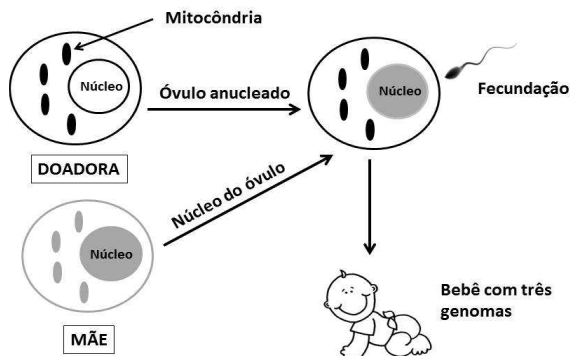 Mitocôndria
Núcleo
Óvulo anucleado
Núcleo
Fecundação
DOADORA
Núcleo do óvulo
Núcleo
MÃE
Bebê com três
genomas